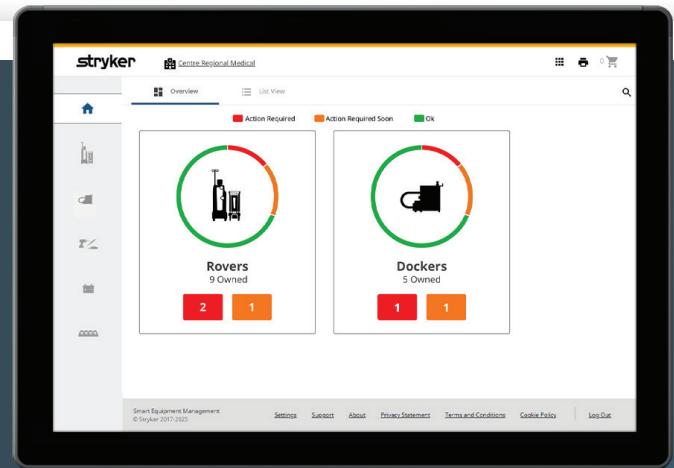 stryker
Centre Regional Medical
0
Overview
List View
Action Required
Action Required Soon
Ok
Rovers
9 Owned
2
1
Dockers
5 Owned
1
1
Smart Equipment Management
© Stryker 2017-2025
Settings
Support
About
Privacy Statement
Terms and Conditions
Cookie Policy
Log Out